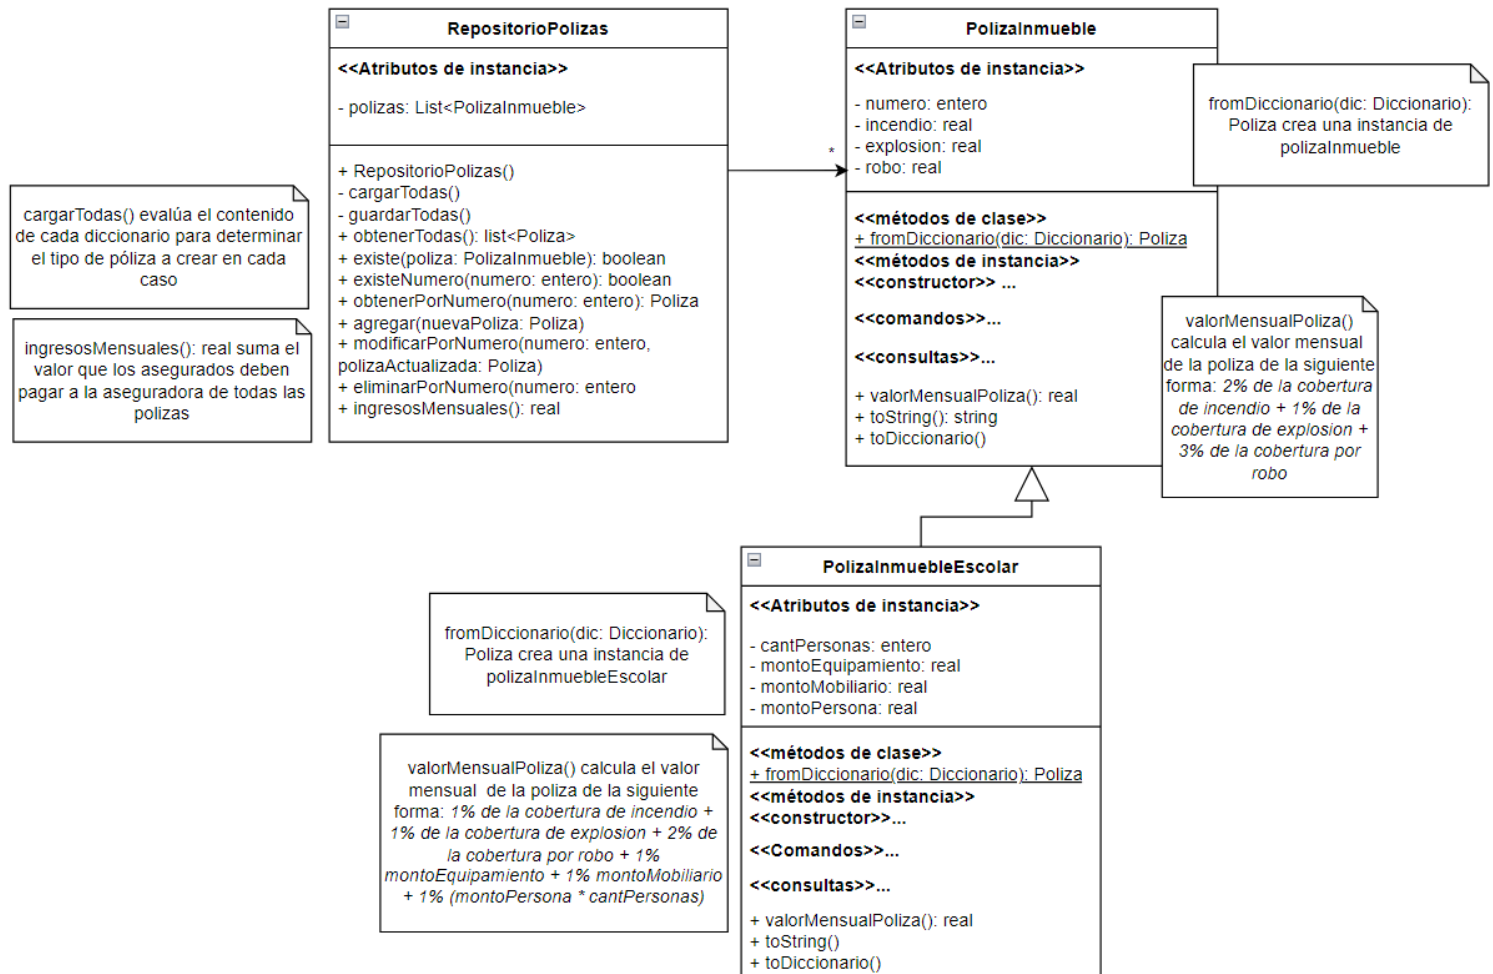 RepositorioPolizas
<<Atributos de instancia>>
- polizas: List<PolizaInmueble>
+ RepositorioPolizas()
- cargarTodas()
- guardarTodas()
+ obtenerTodas(): list<Poliza>
+ existe(poliza: PolizaInmueble): boolean
+ existeNumero(numero: entero): boolean
+ obtenerPorNumero(numero: entero): Poliza
+ agregar(nuevaPoliza: Poliza)
+ modificarPorNumero(numero: entero,
polizaActualizada: Poliza)
+ eliminarPorNumero(numero: entero
+ ingresosMensuales(): real
cargarTodas() evalúa el contenido
de cada diccionario para determinar
el tipo de póliza a crear en cada
caso
ingresosMensuales(): real suma el
valor que los asegurados deben
pagar a la aseguradora de todas las
polizas
*
PolizaInmueble
<<Atributos de instancia>>
- numero: entero
- incendio: real
- explosion: real
- robo: real
<<métodos de clase>>
+ fromDiccionario(dic: Diccionario): Poliza
<<métodos de instancia>>
<<constructor>> ...
<<comandos>>...
<<consultas>>...
+ valorMensualPoliza(): real
+ toString(): string
+ toDiccionario()
fromDiccionario(dic: Diccionario):
Poliza crea una instancia de
polizaInmueble
valorMensualPoliza()
calcula el valor mensual
de la poliza de la siguiente
forma: 2% de la cobertura
de incendio + 1% de la
cobertura de explosion +
3% de la cobertura por
robo
PolizaInmuebleEscolar
<<Atributos de instancia>>
- cantPersonas: entero
- montoEquipamiento: real
- montoMobiliario: real
- montoPersona: real
<<métodos de clase>>
+ fromDiccionario(dic: Diccionario): Poliza
<<métodos de instancia>>
<<constructor>>...
<<Comandos>>...
<<consultas>>...
+ valorMensualPoliza(): real
+ toString()
+ toDiccionario()
fromDiccionario(dic: Diccionario):
Poliza crea una instancia de
polizaInmuebleEscolar
valorMensualPoliza() calcula el valor
mensual de la poliza de la siguiente
forma: 1% de la cobertura de incendio +
1% de la cobertura de explosion + 2% de
la cobertura por robo + 1%
montoEquipamiento + 1% montoMobiliario
+ 1% (montoPersona * cantPersonas)